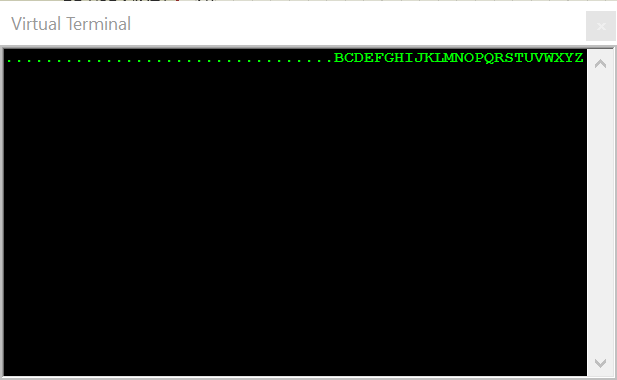 Virtual Terminal
.................................BCDEFGHIJKLMNOPQRSTUVWXYZ